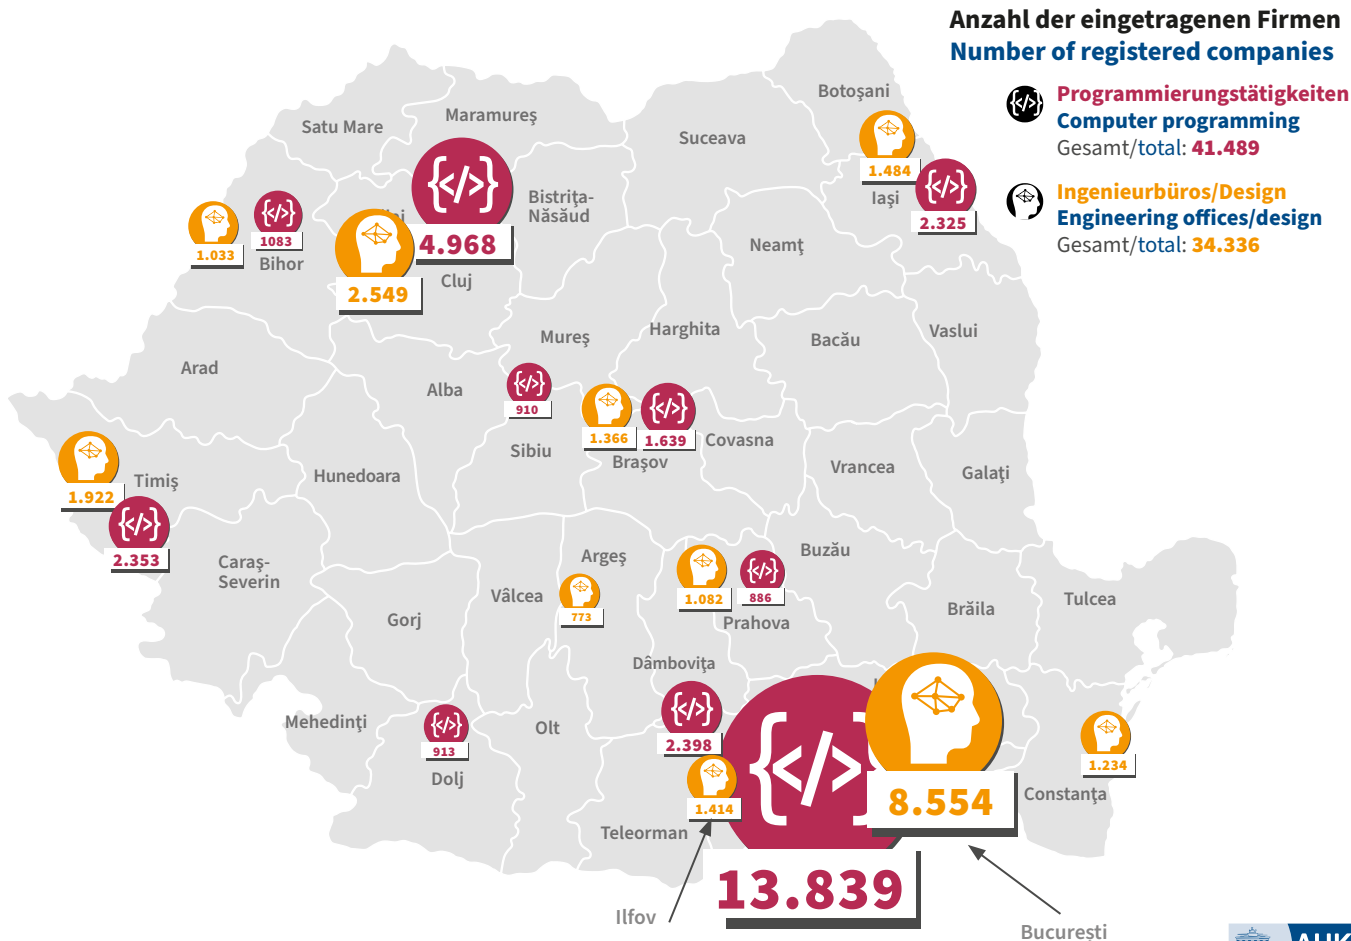 Anzahl der eingetragenen Firmen
Number of registered companies
Programmierungstätigkeiten
Computer programming
Gesamt/total: 41.489
Ingenieurbüros/Design
Engineering offices/design
Gesamt/total: 34.336
Botoşani
Maramureş
Satu Mare
Suceava
1.484
Iaşi
2.325
Bistriţa-
Năsăud
1.033
1083
Bihor
4.968
2.549
Cluj
Neamţ
Mureş
Harghita
Bacău
Vaslui
Arad
Alba
910
Sibiu
1.366
1.639
Braşov
Covasna
Vrancea
Galaţi
Timiş
1.922
2.353
Hunedoara
Caraş-
Severin
Argeş
Buzău
Vâlcea
773
1.082
886
Prahova
Gorj
Brăila
Tulcea
Dâmboviţa
Mehedinţi
913
Dolj
Olt
2.398
1.414
8.554
1.234
Constanţa
Teleorman
13.839
Ilfov
Bucureşti